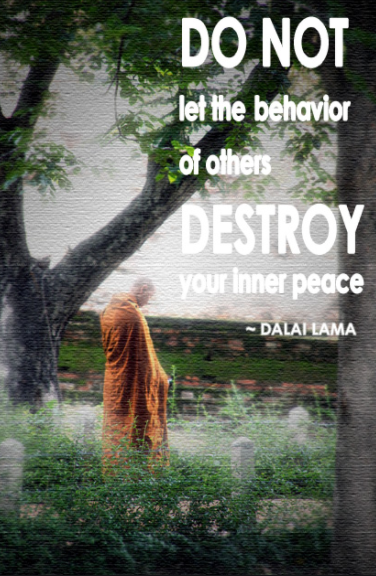 DO NOT
let the behavior
of others
DESTROY
your inner peace
~ DALAI LAMA